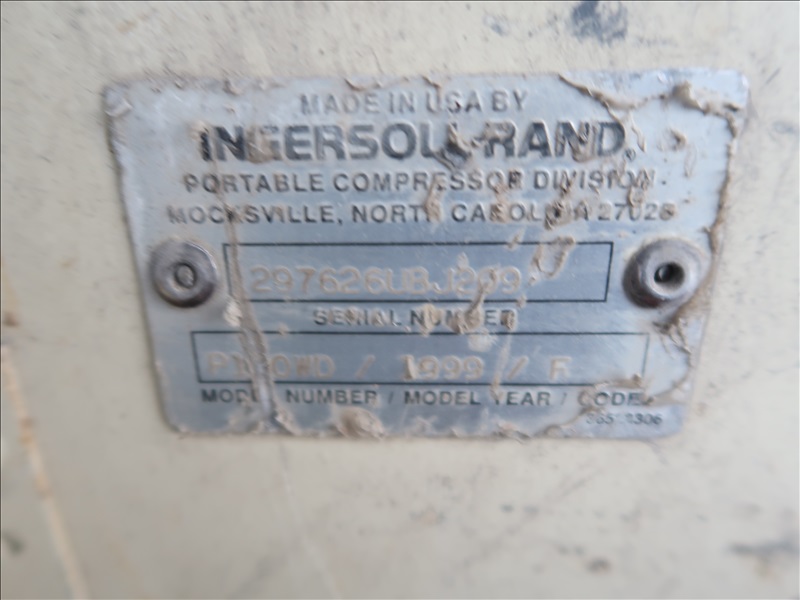 MADE IN USA BY
INGERSOLL-RAND
PORTABLE COMPRESSOR DIVISION
MOCKSVILLE, NORTH CAROLINA 27028
SERIAL NUMBER
/ 1999 / F
MODEL NUMBER / MODEL YEAR / CODE